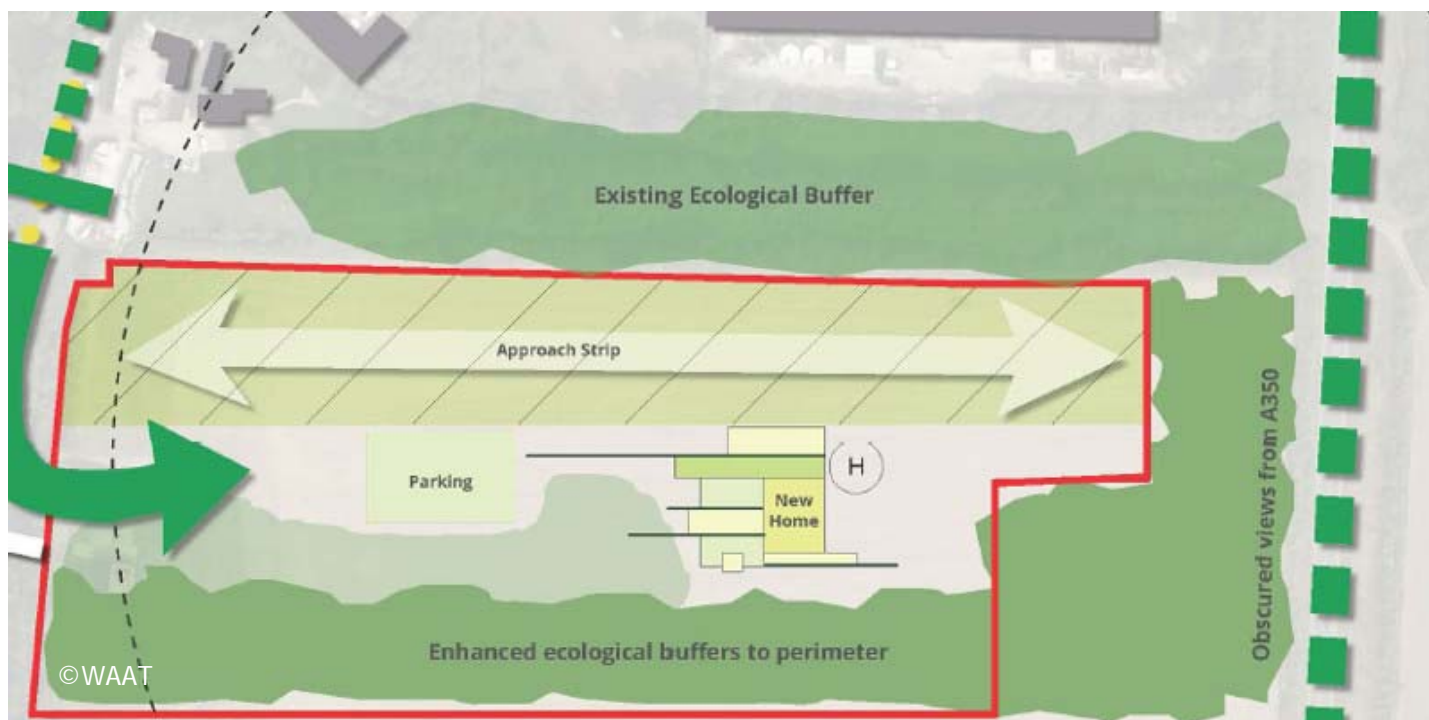 Existing Ecological Buffer
Approach Strip
Parking
H
New
Home
Obscured views from A350
Enhanced ecological buffers to perimeter
©WAAT